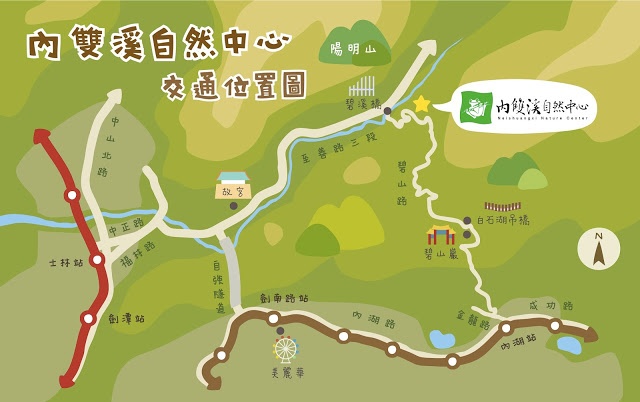 內雙溪自然中心
交通位置圖
陽明山
碧溪橋
內雙溪自然中心
Neishuangxi Nature Center
中山北路
至善路三段
碧山路
故宮
白石湖吊橋
中正路
福林路
碧山巖
N
士林站
自強隧道
劍南路站
劍潭站
內湖路
金龍路
成功路
內湖站
美麗華